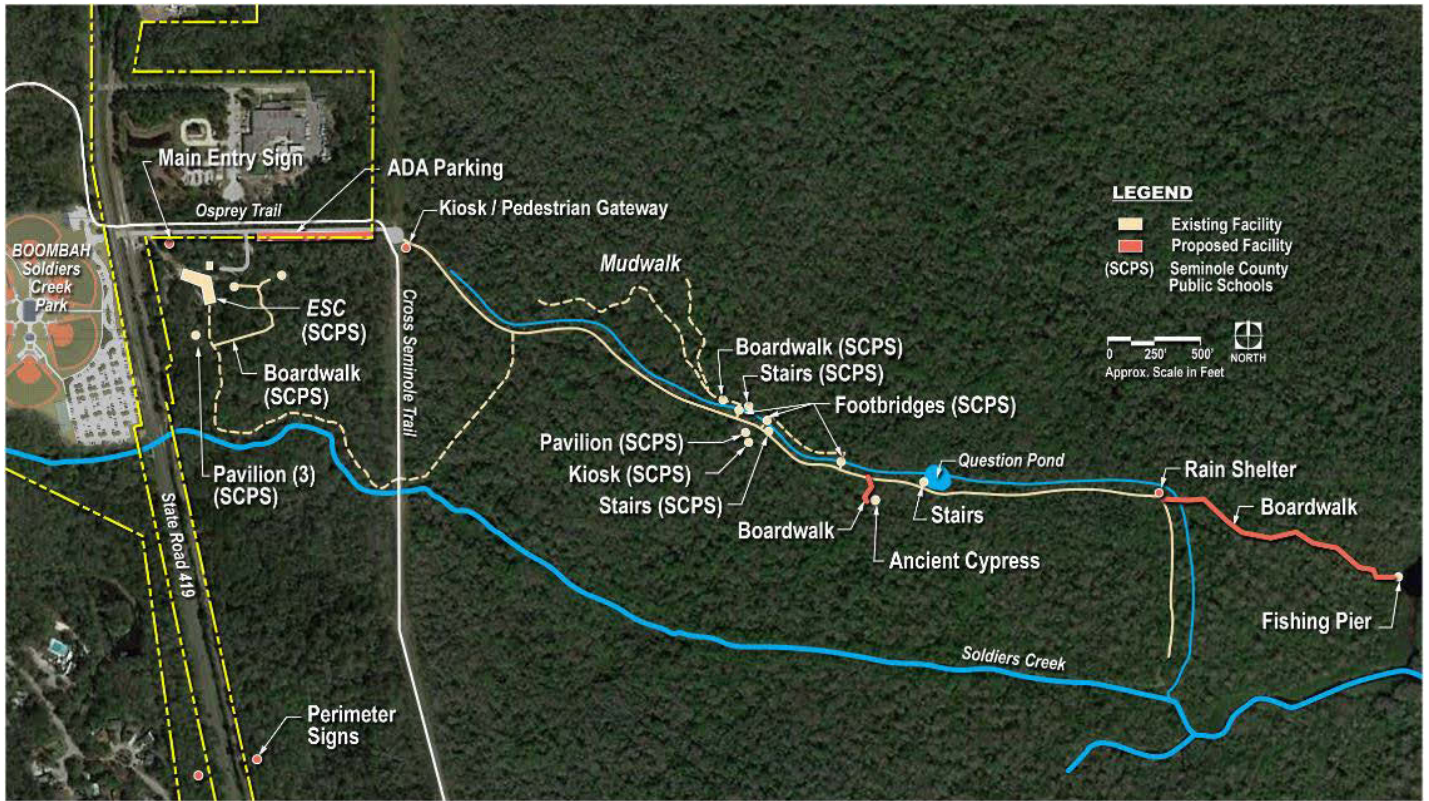 Main Entry Sign
ADA Parking
Osprey Trail
Kiosk / Pedestrian Gateway
BOOMBAH
Soldiers
Creek
Park
Mudwalk
ESC
(SCPS)
Cross Seminole Trail
Boardwalk
(SCPS)
Boardwalk (SCPS)
Stairs (SCPS)
Footbridges (SCPS)
Pavilion (SCPS)
Kiosk (SCPS)
Stairs (SCPS)
Question Pond
Rain Shelter
Boardwalk
Pavilion (3)
(SCPS)
State Road 419
Boardwalk
Stairs
Ancient Cypress
Fishing Pier
Soldiers Creek
Perimeter
Signs
LEGEND
Existing Facility
Proposed Facility
(SCPS) Seminole County
Public Schools
0 250' 500'
NORTH
Approx. Scale in Feet